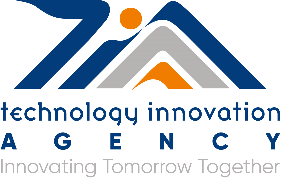 technology innovation
AGENCY
Innovating Tomorrow Together